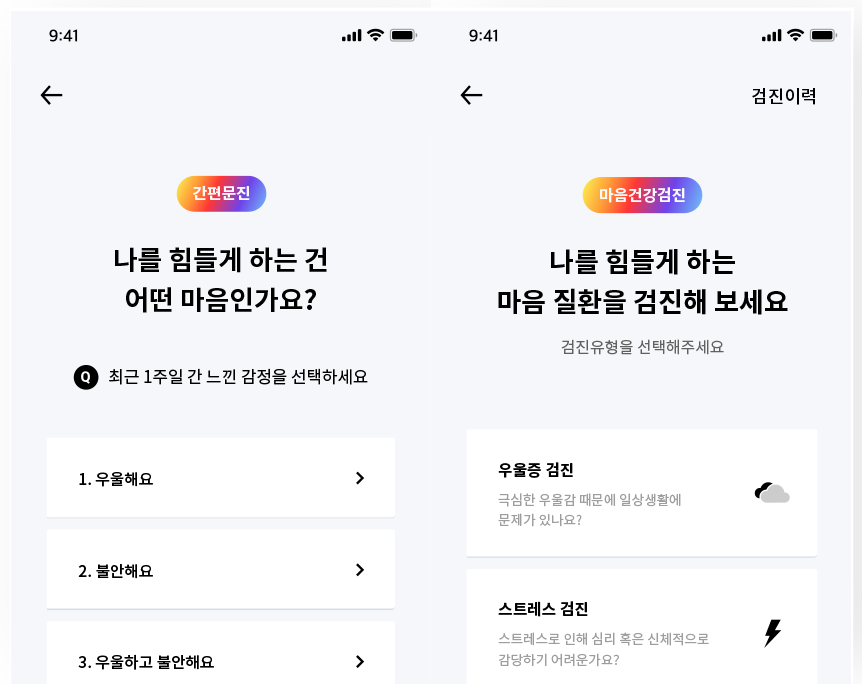 9:41
간편문진
나를 힘들게 하는 건
어떤 마음인가요?
Q 최근 1주일 간 느낀 감정을 선택하세요
1. 우울해요
2. 불안해요
3. 우울하고 불안해요
9:41
검진이력
마음건강검진
나를 힘들게 하는
마음 질환을 검진해 보세요
검진유형을 선택해주세요
우울증 검진
극심한 우울감 때문에 일상생활에
문제가 있나요?
스트레스 검진
스트레스로 인해 심리 혹은 신체적으로
감당하기 어려운가요?